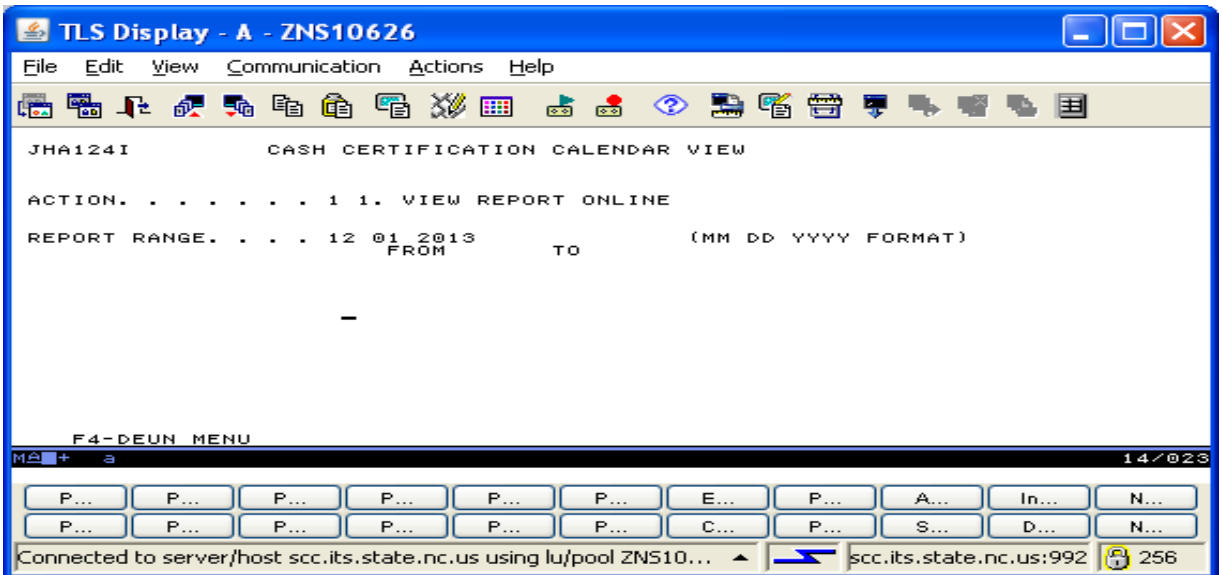 TLS Display - A - ZNS10626
File Edit View Communication Actions Help
JHA124I CASH CERTIFICATION CALENDAR VIEW
ACTION. . . . . . . 1 1. VIEW REPORT ONLINE
REPORT RANGE. . . . 12 01 2013 (MM DD YYYY FORMAT)
FROM TO
F4-DEUN MENU
MA + a 14/023
P... P... P... P... P... P... E... P... A... In... N...
P... P... P... P... P... P... C... P... S... D... N...
Connected to server/host scc.its.state.nc.us using lu/pool ZNS10... scc.its.state.nc.us:992 256